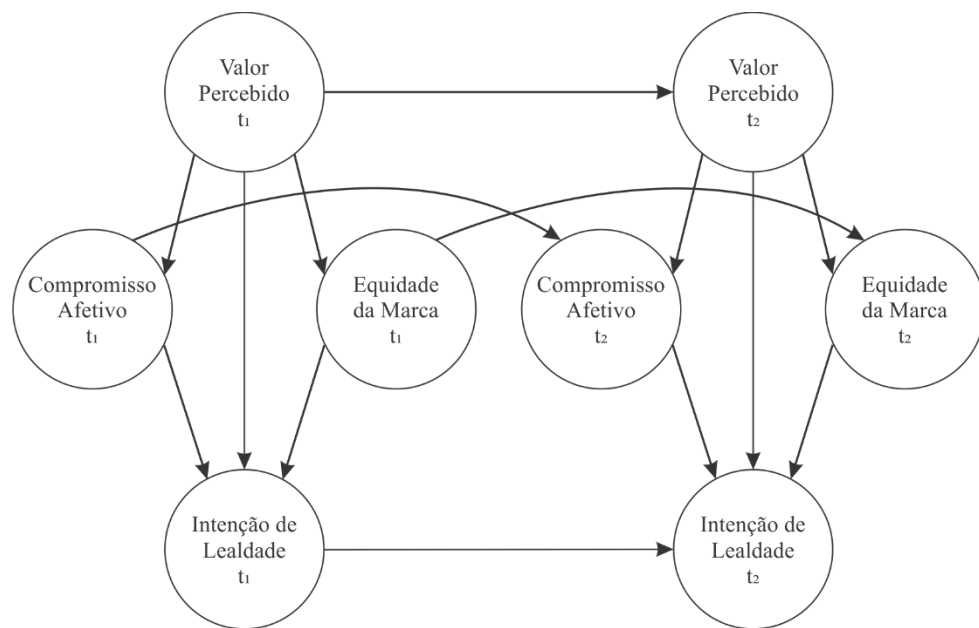 Valor
Percebido
t₁
Valor
Percebido
t₂
Compromisso
Afetivo
t₁
Equidade
da Marca
t₁
Compromisso
Afetivo
t₂
Equidade
da Marca
t₂
Intenção de
Lealdade
t₁
Intenção de
Lealdade
t₂